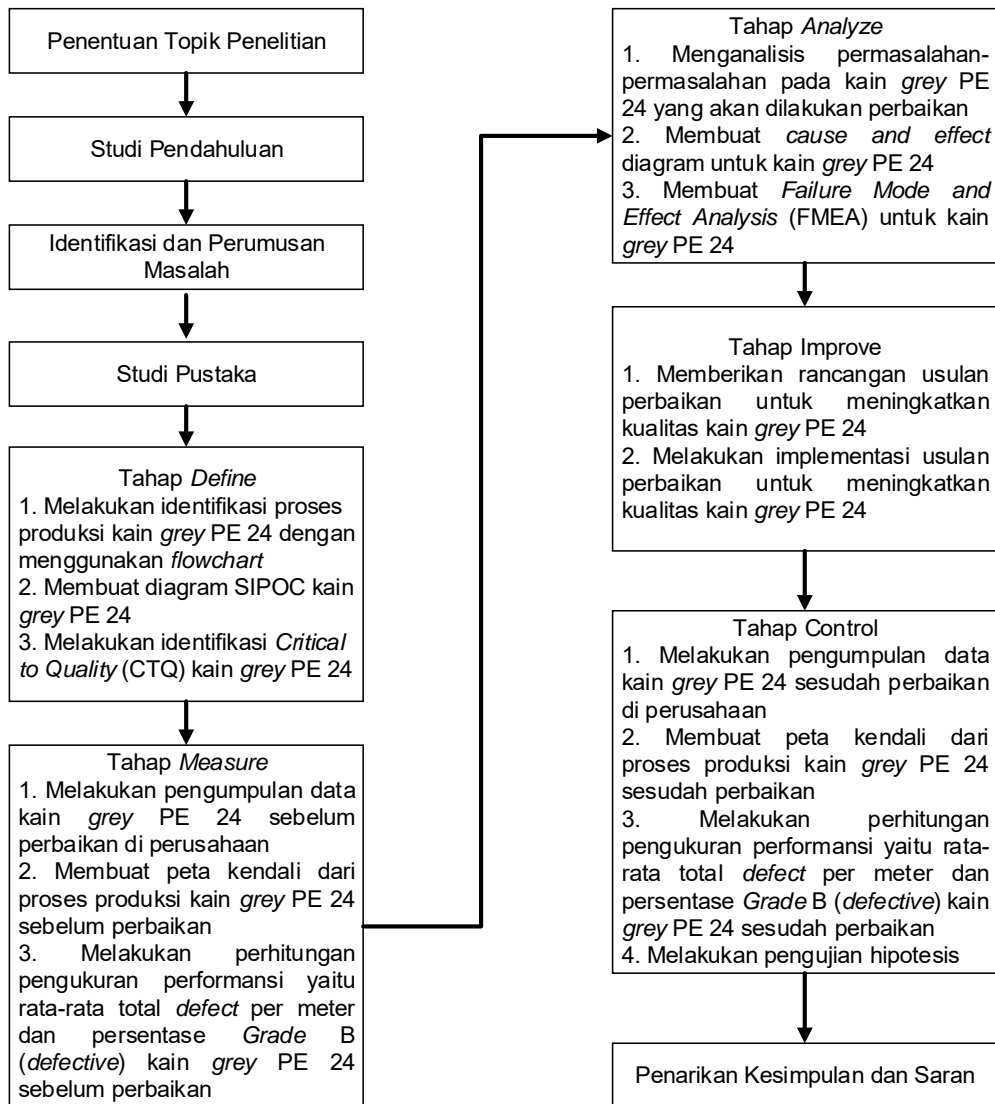 Penentuan Topik Penelitian
Studi Pendahuluan
Identifikasi dan Perumusan
Masalah
Studi Pustaka
Tahap Define
1. Melakukan identifikasi proses
produksi kain grey PE 24 dengan
menggunakan flowchart
2. Membuat diagram SIPOC kain
grey PE 24
3. Melakukan identifikasi Critical
to Quality (CTQ) kain grey PE 24
Tahap Measure
1. Melakukan pengumpulan data
kain grey PE 24 sebelum
perbaikan di perusahaan
2. Membuat peta kendali dari
proses produksi kain grey PE 24
sebelum perbaikan
3. Melakukan perhitungan
pengukuran performansi yaitu
rata-rata total defect per meter
dan persentase Grade B
(defective) kain grey PE 24
sebelum perbaikan
Tahap Analyze
1. Menganalisis permasalahan-
permasalahan pada kain grey PE
24 yang akan dilakukan perbaikan
2. Membuat cause and effect
diagram untuk kain grey PE 24
3. Membuat Failure Mode and
Effect Analysis (FMEA) untuk kain
grey PE 24
Tahap Improve
1. Memberikan rancangan usulan
perbaikan untuk meningkatkan
kualitas kain grey PE 24
2. Melakukan implementasi usulan
perbaikan untuk meningkatkan
kualitas kain grey PE 24
Tahap Control
1. Melakukan pengumpulan data
kain grey PE 24 sesudah perbaikan
di perusahaan
2. Membuat peta kendali dari
proses produksi kain grey PE 24
sesudah perbaikan
3. Melakukan perhitungan
pengukuran performansi yaitu rata-
rata total defect per meter dan
persentase Grade B (defective) kain
grey PE 24 sesudah perbaikan
4. Melakukan pengujian hipotesis
Penarikan Kesimpulan dan Saran